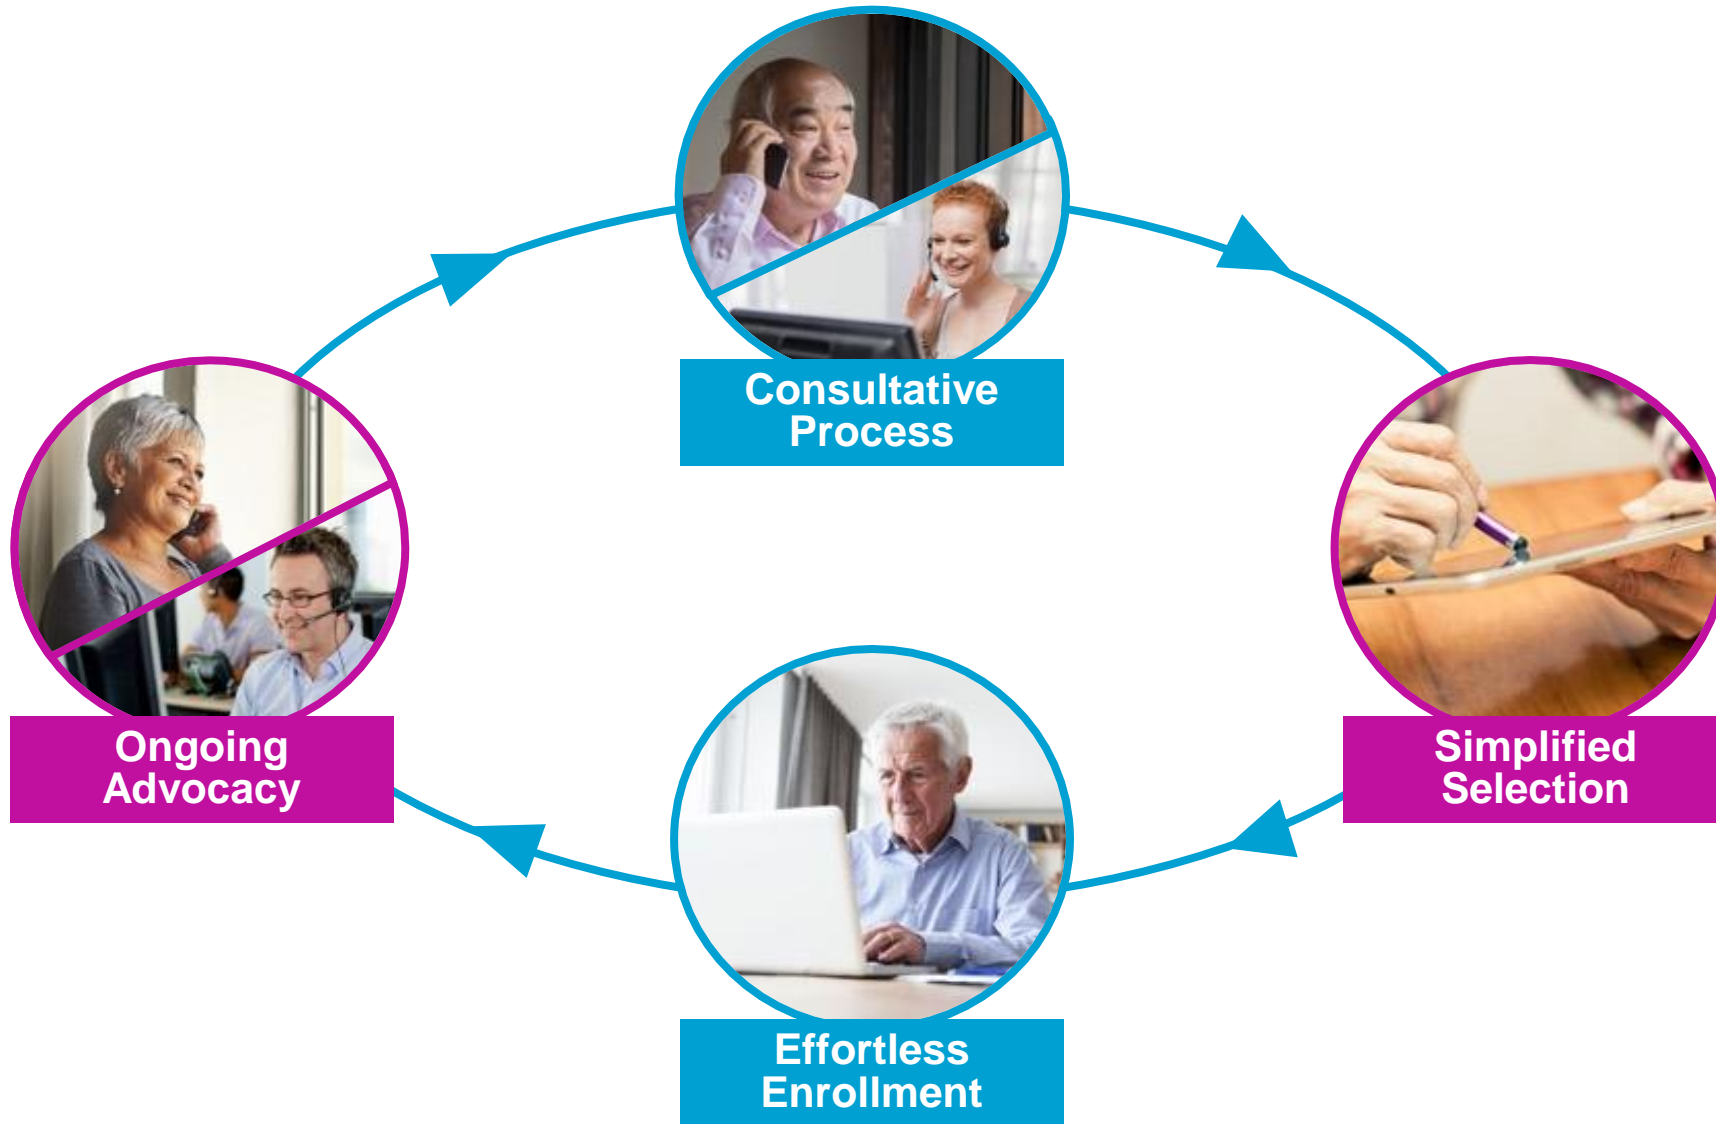 Consultative
Process
Ongoing
Advocacy
Simplified
Selection
Effortless
Enrollment